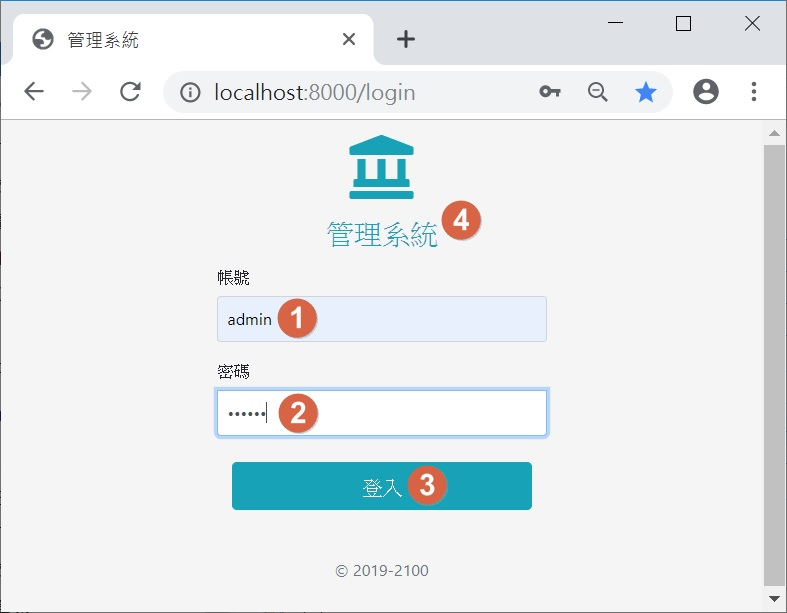 管理系統
localhost:8000/login
管理系統 4
帳號
admin 1
密碼
•••••• 2
登入 3
© 2019-2100